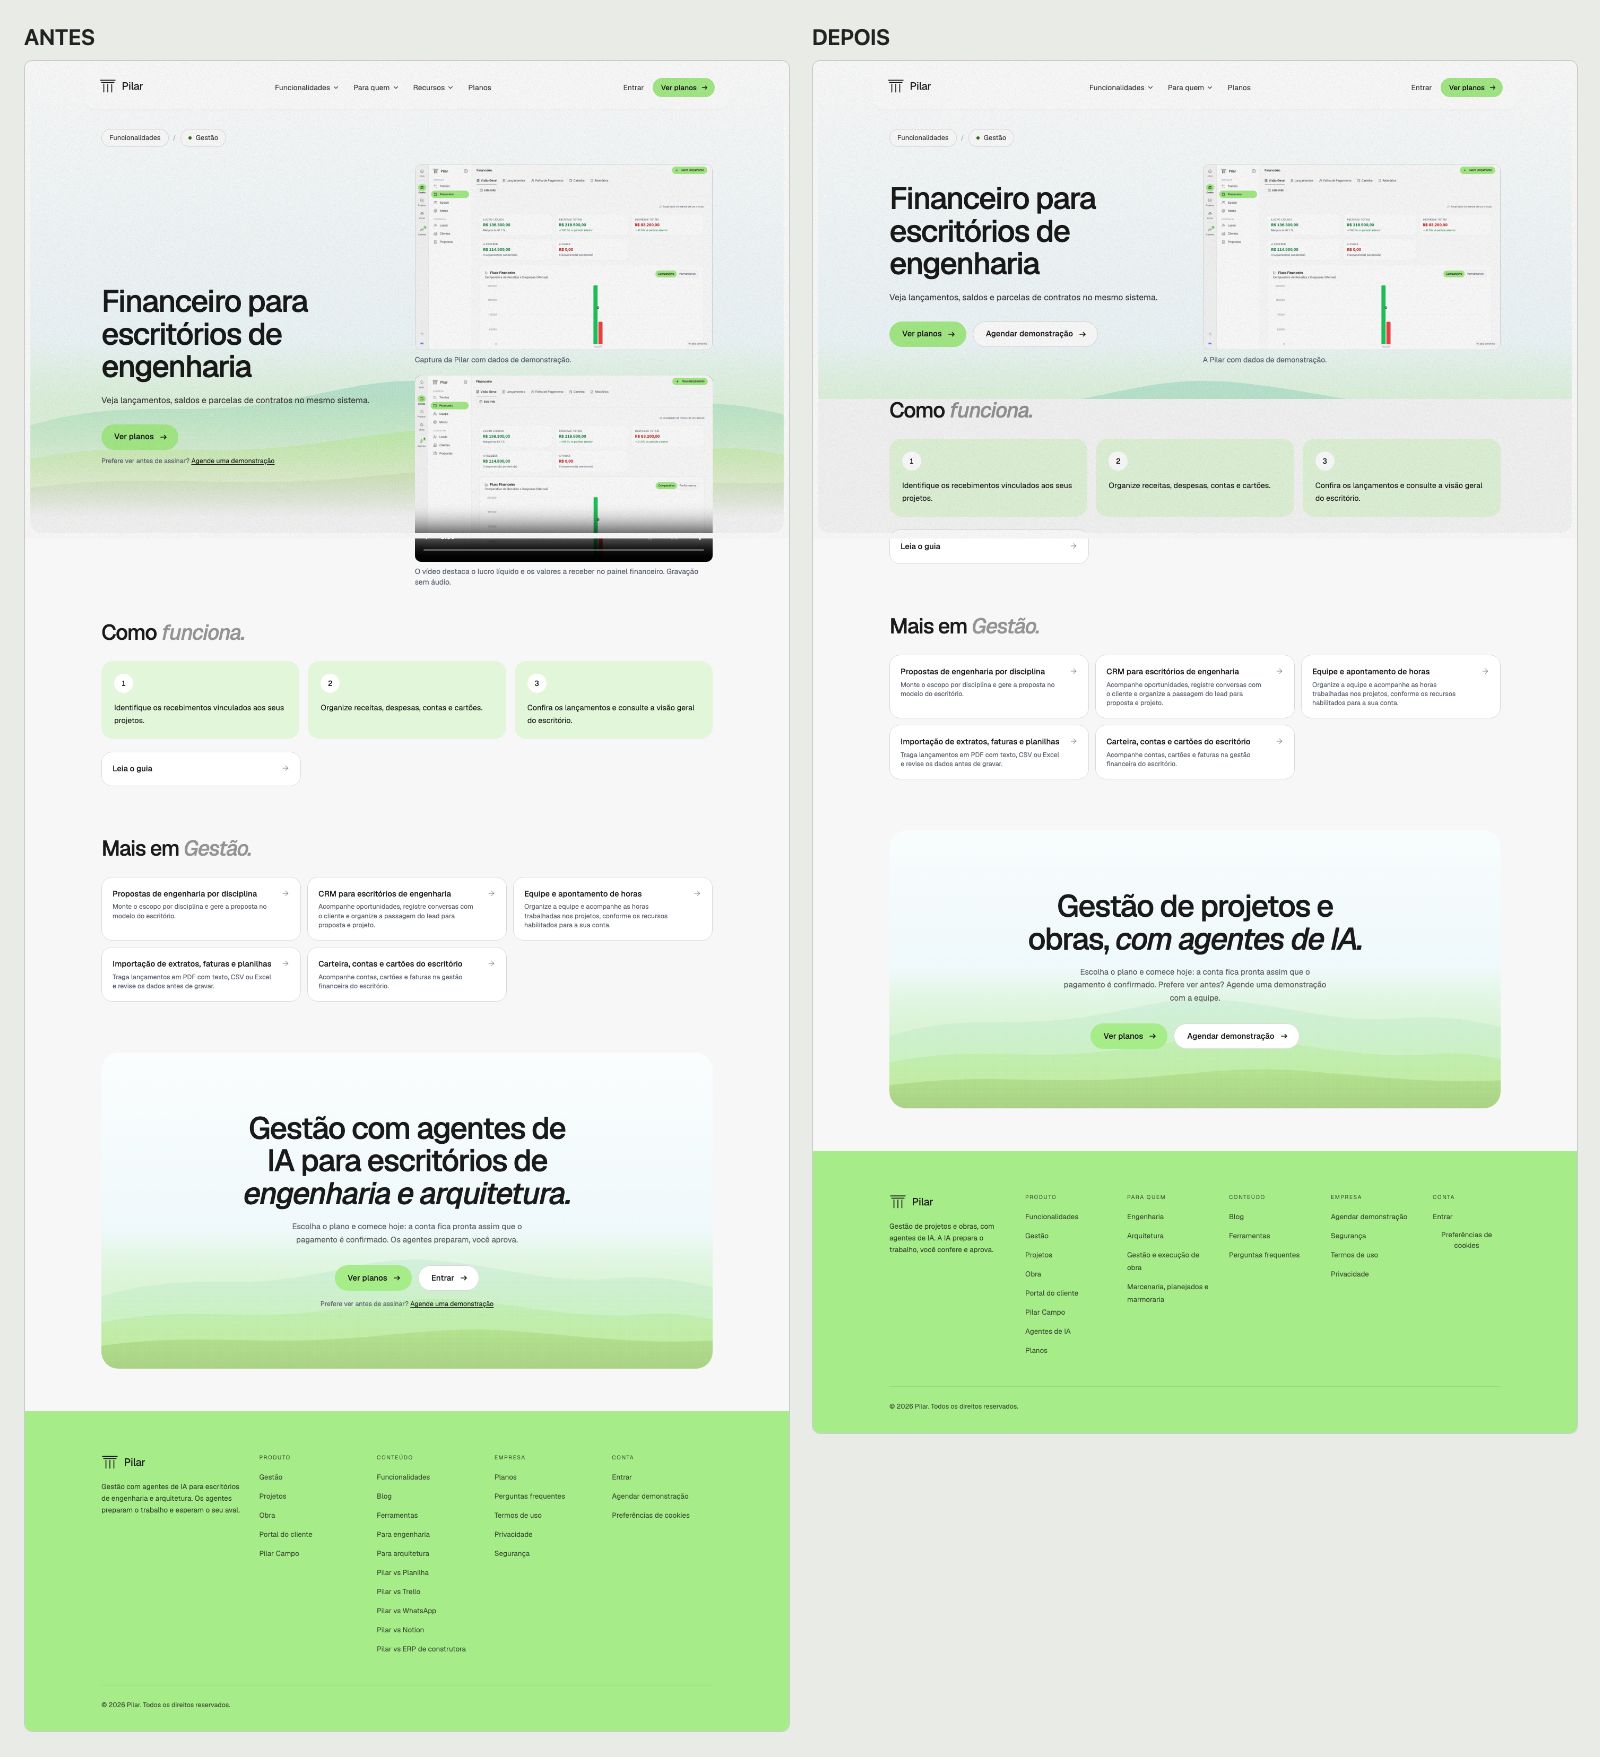 ANTES
Pilar
Funcionalidades
Para quem
Recursos
Planos
Entrar
Ver planos
Funcionalidades / Gestão
Financeiro para
escritórios de
engenharia
Veja lançamentos, saldos e parcelas de contratos no mesmo sistema.
Ver planos
Prefere ver antes de assinar? Agende uma demonstração
Pilar
Financeiro
Visão Geral
Fluxo Financeiro
Captura da Pilar com dados de demonstração.
Pilar
Financeiro
Visão Geral
Fluxo Financeiro
O vídeo destaca o lucro líquido e os valores a receber no painel financeiro. Gravação
sem áudio.
Como funciona.
1
Identifique os recebimentos vinculados aos seus
projetos.
2
Organize receitas, despesas, contas e cartões.
3
Confira os lançamentos e consulte a visão geral
do escritório.
Leia o guia
Mais em Gestão.
Propostas de engenharia por disciplina
Monte o escopo por disciplina e gere a proposta no
modelo do escritório.
CRM para escritórios de engenharia
Acompanhe oportunidades, registre conversas com
o cliente e organize a passagem do lead para
proposta e projeto.
Equipe e apontamento de horas
Organize a equipe e acompanhe as horas
trabalhadas nos projetos, conforme os recursos
habilitados para a sua conta.
Importação de extratos, faturas e planilhas
Traga lançamentos em PDF com texto, CSV ou Excel
e revise os dados antes de gravar.
Carteira, contas e cartões do escritório
Acompanhe contas, cartões e faturas na gestão
financeira do escritório.
Gestão com agentes de
IA para escritórios de
engenharia e arquitetura.
Escolha o plano e comece hoje: a conta fica pronta assim que o
pagamento é confirmado. Os agentes preparam, você aprova.
Ver planos
Entrar
Prefere ver antes de assinar? Agende uma demonstração
Pilar
Gestão com agentes de IA para escritórios
de engenharia e arquitetura. Os agentes
preparam o trabalho e esperam o seu aval.
PRODUTO
Gestão
Projetos
Obra
Portal do cliente
Pilar Campo
CONTEÚDO
Funcionalidades
Blog
Ferramentas
Para engenharia
Para arquitetura
Pilar vs Planilha
Pilar vs Trello
Pilar vs WhatsApp
Pilar vs Notion
Pilar vs ERP de construtora
EMPRESA
Planos
Perguntas frequentes
Termos de uso
Privacidade
Segurança
CONTA
Entrar
Agendar demonstração
Preferências de cookies
© 2026 Pilar. Todos os direitos reservados.
DEPOIS
Pilar
Funcionalidades
Para quem
Planos
Entrar
Ver planos
Funcionalidades / Gestão
Financeiro para
escritórios de
engenharia
Veja lançamentos, saldos e parcelas de contratos no mesmo sistema.
Ver planos
Agendar demonstração
Pilar
Financeiro
Visão Geral
Fluxo Financeiro
A Pilar com dados de demonstração.
Como funciona.
1
Identifique os recebimentos vinculados aos seus
projetos.
2
Organize receitas, despesas, contas e cartões.
3
Confira os lançamentos e consulte a visão geral
do escritório.
Leia o guia
Mais em Gestão.
Propostas de engenharia por disciplina
Monte o escopo por disciplina e gere a proposta no
modelo do escritório.
CRM para escritórios de engenharia
Acompanhe oportunidades, registre conversas com
o cliente e organize a passagem do lead para
proposta e projeto.
Equipe e apontamento de horas
Organize a equipe e acompanhe as horas
trabalhadas nos projetos, conforme os recursos
habilitados para a sua conta.
Importação de extratos, faturas e planilhas
Traga lançamentos em PDF com texto, CSV ou Excel
e revise os dados antes de gravar.
Carteira, contas e cartões do escritório
Acompanhe contas, cartões e faturas na gestão
financeira do escritório.
Gestão de projetos e
obras, com agentes de IA.
Escolha o plano e comece hoje: a conta fica pronta assim que o
pagamento é confirmado. Prefere ver antes? Agende uma demonstração
com a equipe.
Ver planos
Agendar demonstração
Pilar
Gestão de projetos e obras, com
agentes de IA. A IA prepara o
trabalho, você confere e aprova.
PRODUTO
Funcionalidades
Gestão
Projetos
Obra
Portal do cliente
Pilar Campo
Agentes de IA
Planos
PARA QUEM
Engenharia
Arquitetura
Gestão e execução de
obra
Marcenaria, planejados e
marmoraria
CONTEÚDO
Blog
Ferramentas
Perguntas frequentes
EMPRESA
Agendar demonstração
Segurança
Termos de uso
Privacidade
CONTA
Entrar
Preferências de
cookies
© 2026 Pilar. Todos os direitos reservados.